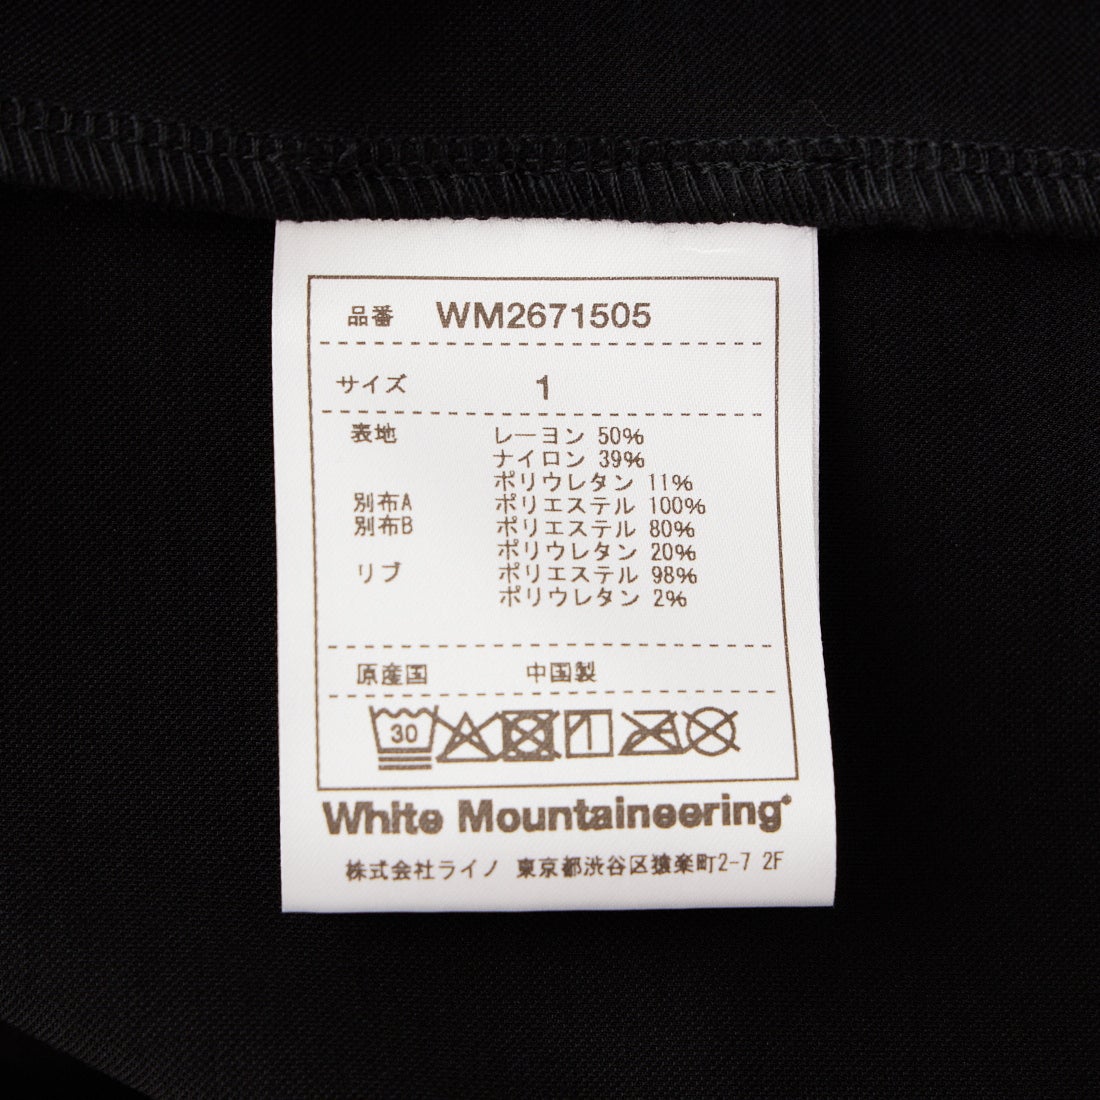 品番 WM2671505
サイズ 1
表地 レーヨン 50%
ナイロン 39%
ポリウレタン 11%
別布A ポリエステル 100%
別布B ポリエステル 80%
ポリウレタン 20%
リブ ポリエステル 98%
ポリウレタン 2%
原産国 中国製
30
White Mountaineering
株式会社ライノ 東京都渋谷区猿楽町2-7 2F